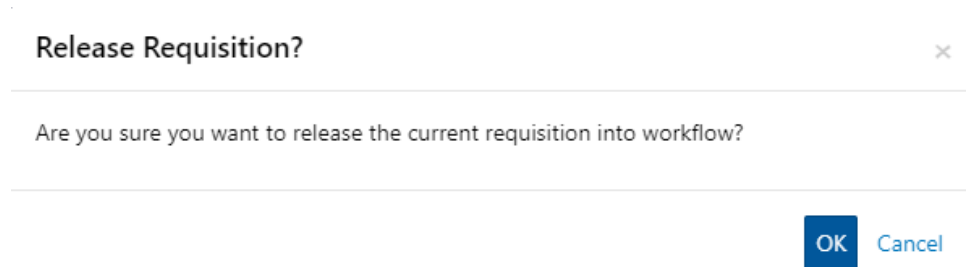 Release Requisition?
Are you sure you want to release the current requisition into workflow?
OK Cancel